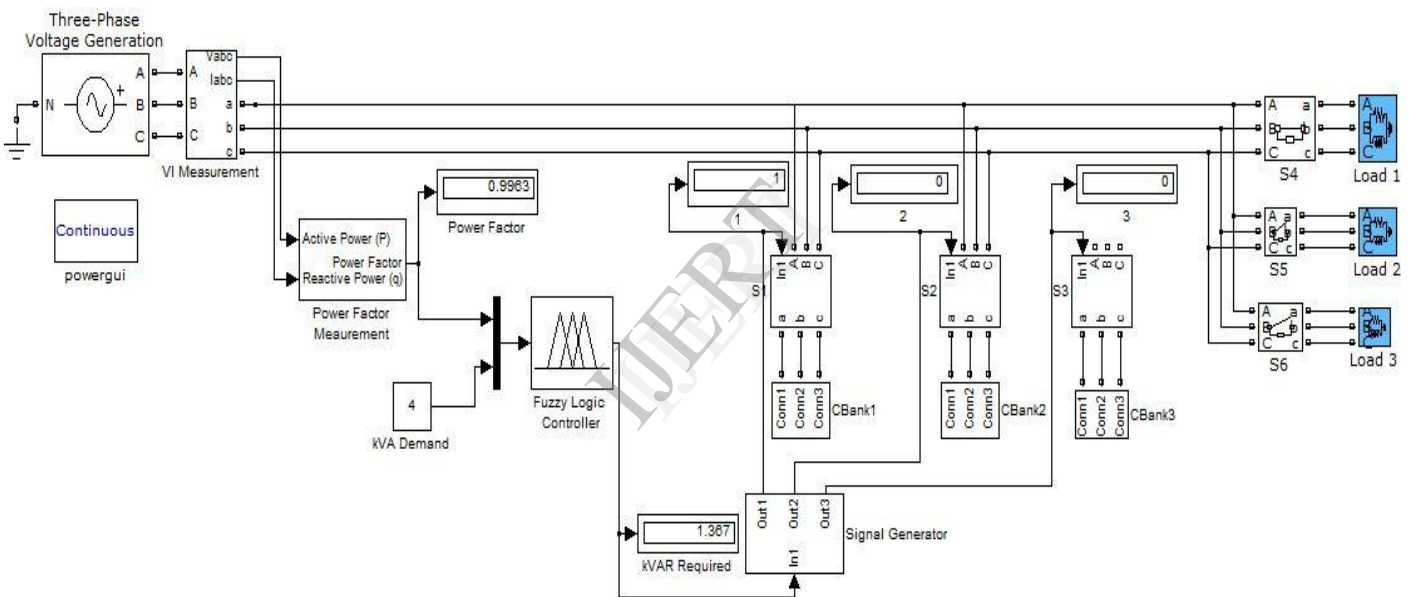 Three-Phase
Voltage Generation
N
A
B
C
+
A
B
C
Vabc
Iabc
a
b
c
VI Measurement
Continuous
powergui
Active Power (P)
Power Factor
Reactive Power (q)
Power Factor
Meaurement
0.9963
Power Factor
4
kVA Demand
Fuzzy Logic
Controller
1.367
kVAR Required
1
1
0
2
0
3
In1
A
B
C
S1
a
b
c
Conn1
Conn2
Conn3
CBank1
In1
A
B
C
S2
a
b
c
Conn1
Conn2
Conn3
CBank2
In1
A
B
C
S3
a
b
c
Conn1
Conn2
Conn3
CBank3
Out1
Out2
Out3
In1
Signal Generator
A
B
C
a
b
c
S4
A
B
C
Load 1
A
B
C
a
b
c
S5
A
B
C
Load 2
A
B
C
a
b
c
S6
A
B
C
Load 3
IJERT